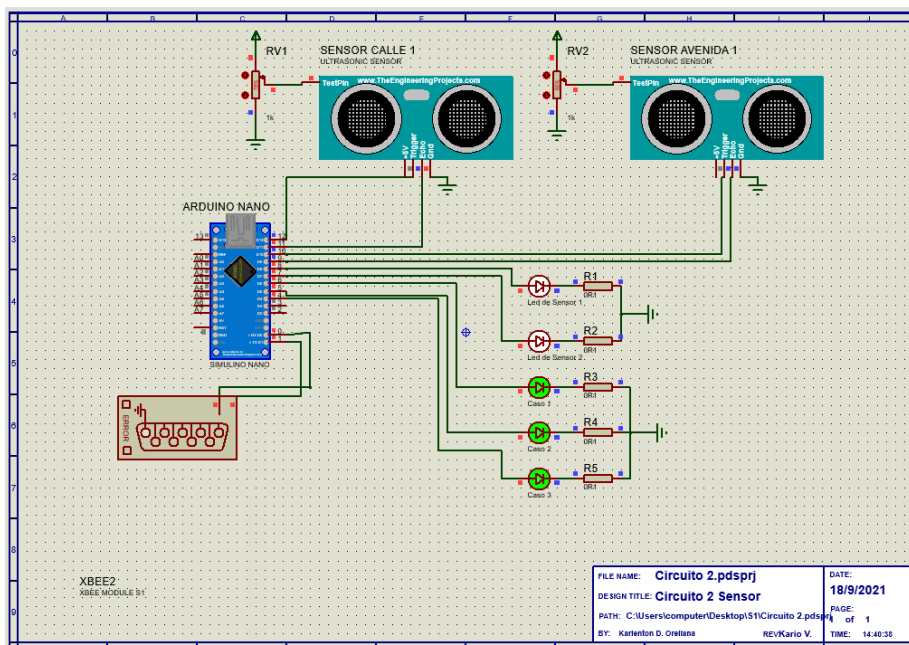 A B C D E F G H J
0
1
2
3
4
5
6
7
8
9
RV1
1k
SENSOR CALLE 1
ULTRASONIC SENSOR
TestPin
www.TheEngineeringProjects.com
+5V
Trigger
Echo
Gnd
RV2
1k
SENSOR AVENIDA 1
ULTRASONIC SENSOR
TestPin
www.TheEngineeringProjects.com
+5V
Trigger
Echo
Gnd
ARDUINO NANO
SIMULINO NANO
ERROR
R1
0R1
Led de Sensor 1
R2
0R1
Led de Sensor 2
R3
0R1
Caso 1
R4
0R1
Caso 2
R5
0R1
Caso 3
XBEE2
XBEE MODULE S1
FILE NAME: Circuito 2.pdsprj
DESIGN TITLE: Circuito 2 Sensor
PATH: C:\Users\computer\Desktop\S1\Circuito 2.pdsprj
BY: Karlenton D. Orellana
REV: Kario V.
DATE:
18/9/2021
PAGE:
1 of 1
TIME: 14:40:38